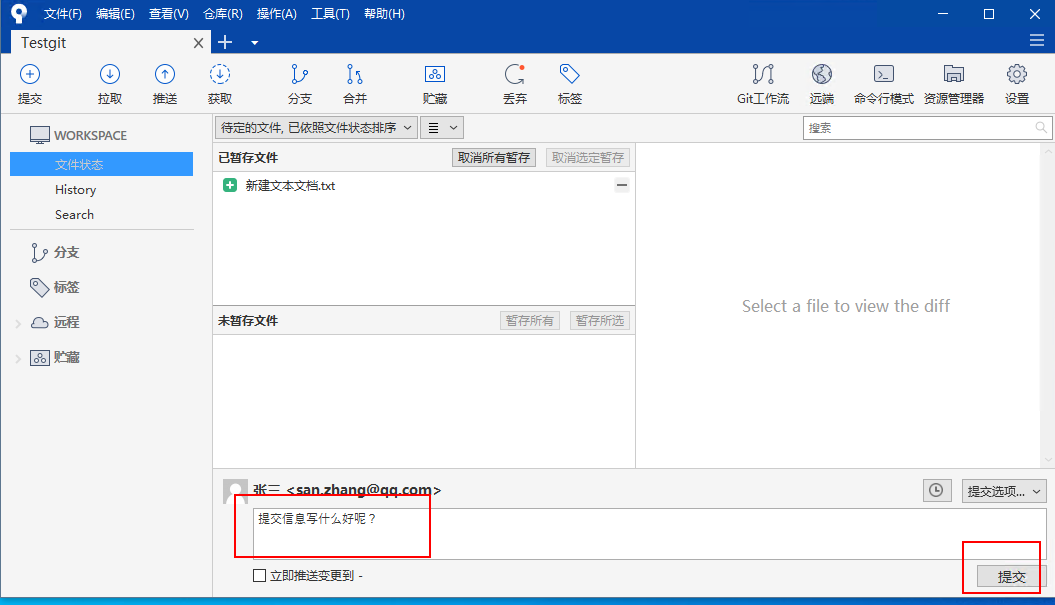 文件(F) 编辑(E) 查看(V) 仓库(R) 操作(A) 工具(T) 帮助(H)
Testgit
提交 拉取 推送 获取 分支 合并 贮藏 丢弃 标签 Git工作流 远端 命令行模式 资源管理器 设置
WORKSPACE
文件状态
History
Search
分支
标签
远程
贮藏
待定的文件, 已依照文件状态排序
搜索
已暂存文件 取消所有暂存 取消选定暂存
新建文本文档.txt
未暂存文件 暂存所有 暂存所选
Select a file to view the diff
张三 <san.zhang@qq.com>
提交选项...
提交信息写什么好呢？
立即推送变更到 -
提交